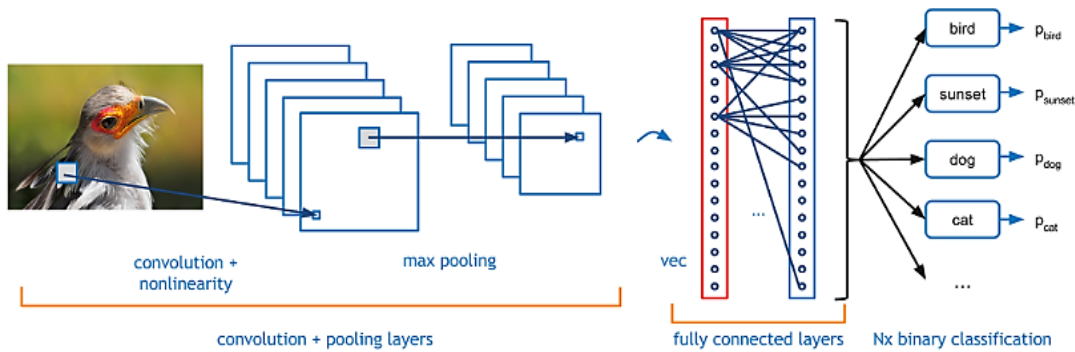 bird
p_bird
sunset
p_sunset
dog
p_dog
cat
p_cat
...
...
convolution +
nonlinearity
max pooling
vec
convolution + pooling layers
fully connected layers
Nx binary classification